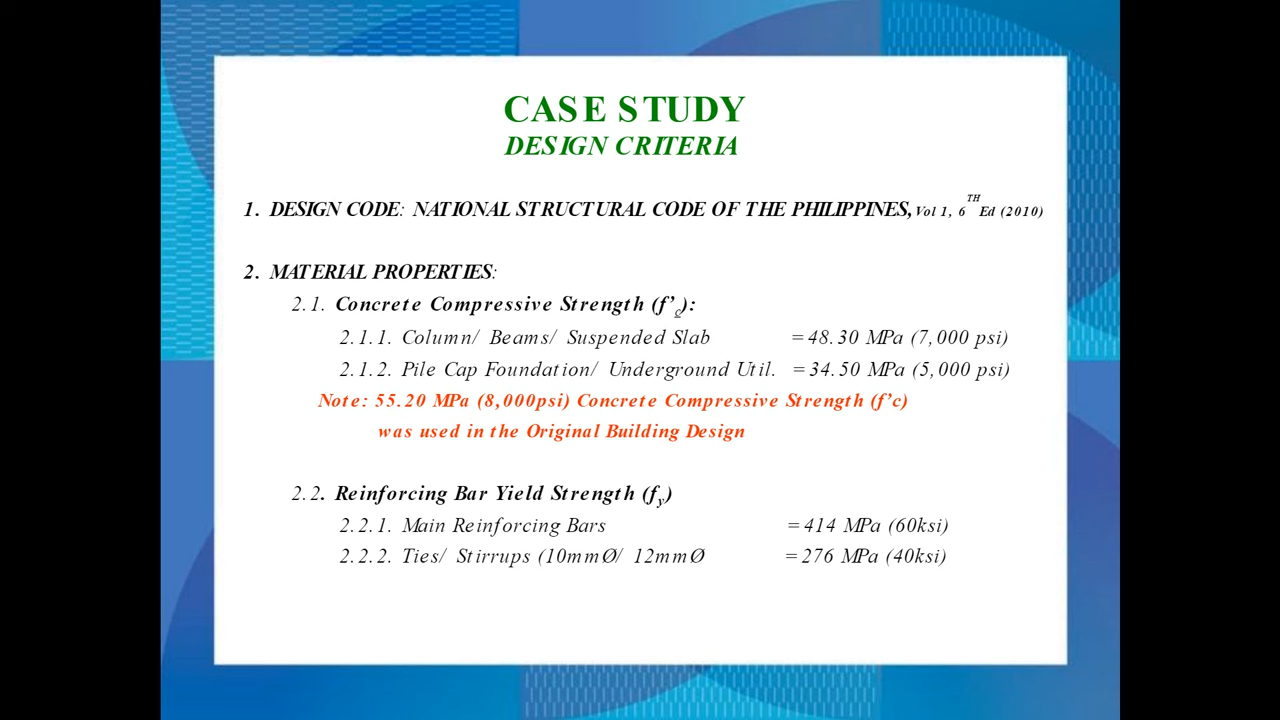 CASE STUDY
DESIGN CRITERIA
1. DESIGN CODE: NATIONAL STRUCTURAL CODE OF THE PHILIPPINES, Vol 1, 6TH Ed (2010)
2. MATERIAL PROPERTIES:
2.1. Concrete Compressive Strength (f’c):
2.1.1. Column/ Beams/ Suspended Slab = 48.30 MPa (7,000 psi)
2.1.2. Pile Cap Foundation/ Underground Util. = 34.50 MPa (5,000 psi)
Note: 55.20 MPa (8,000psi) Concrete Compressive Strength (f’c)
was used in the Original Building Design
2.2. Reinforcing Bar Yield Strength (fy)
2.2.1. Main Reinforcing Bars = 414 MPa (60ksi)
2.2.2. Ties/ Stirrups (10mmØ/ 12mmØ = 276 MPa (40ksi)